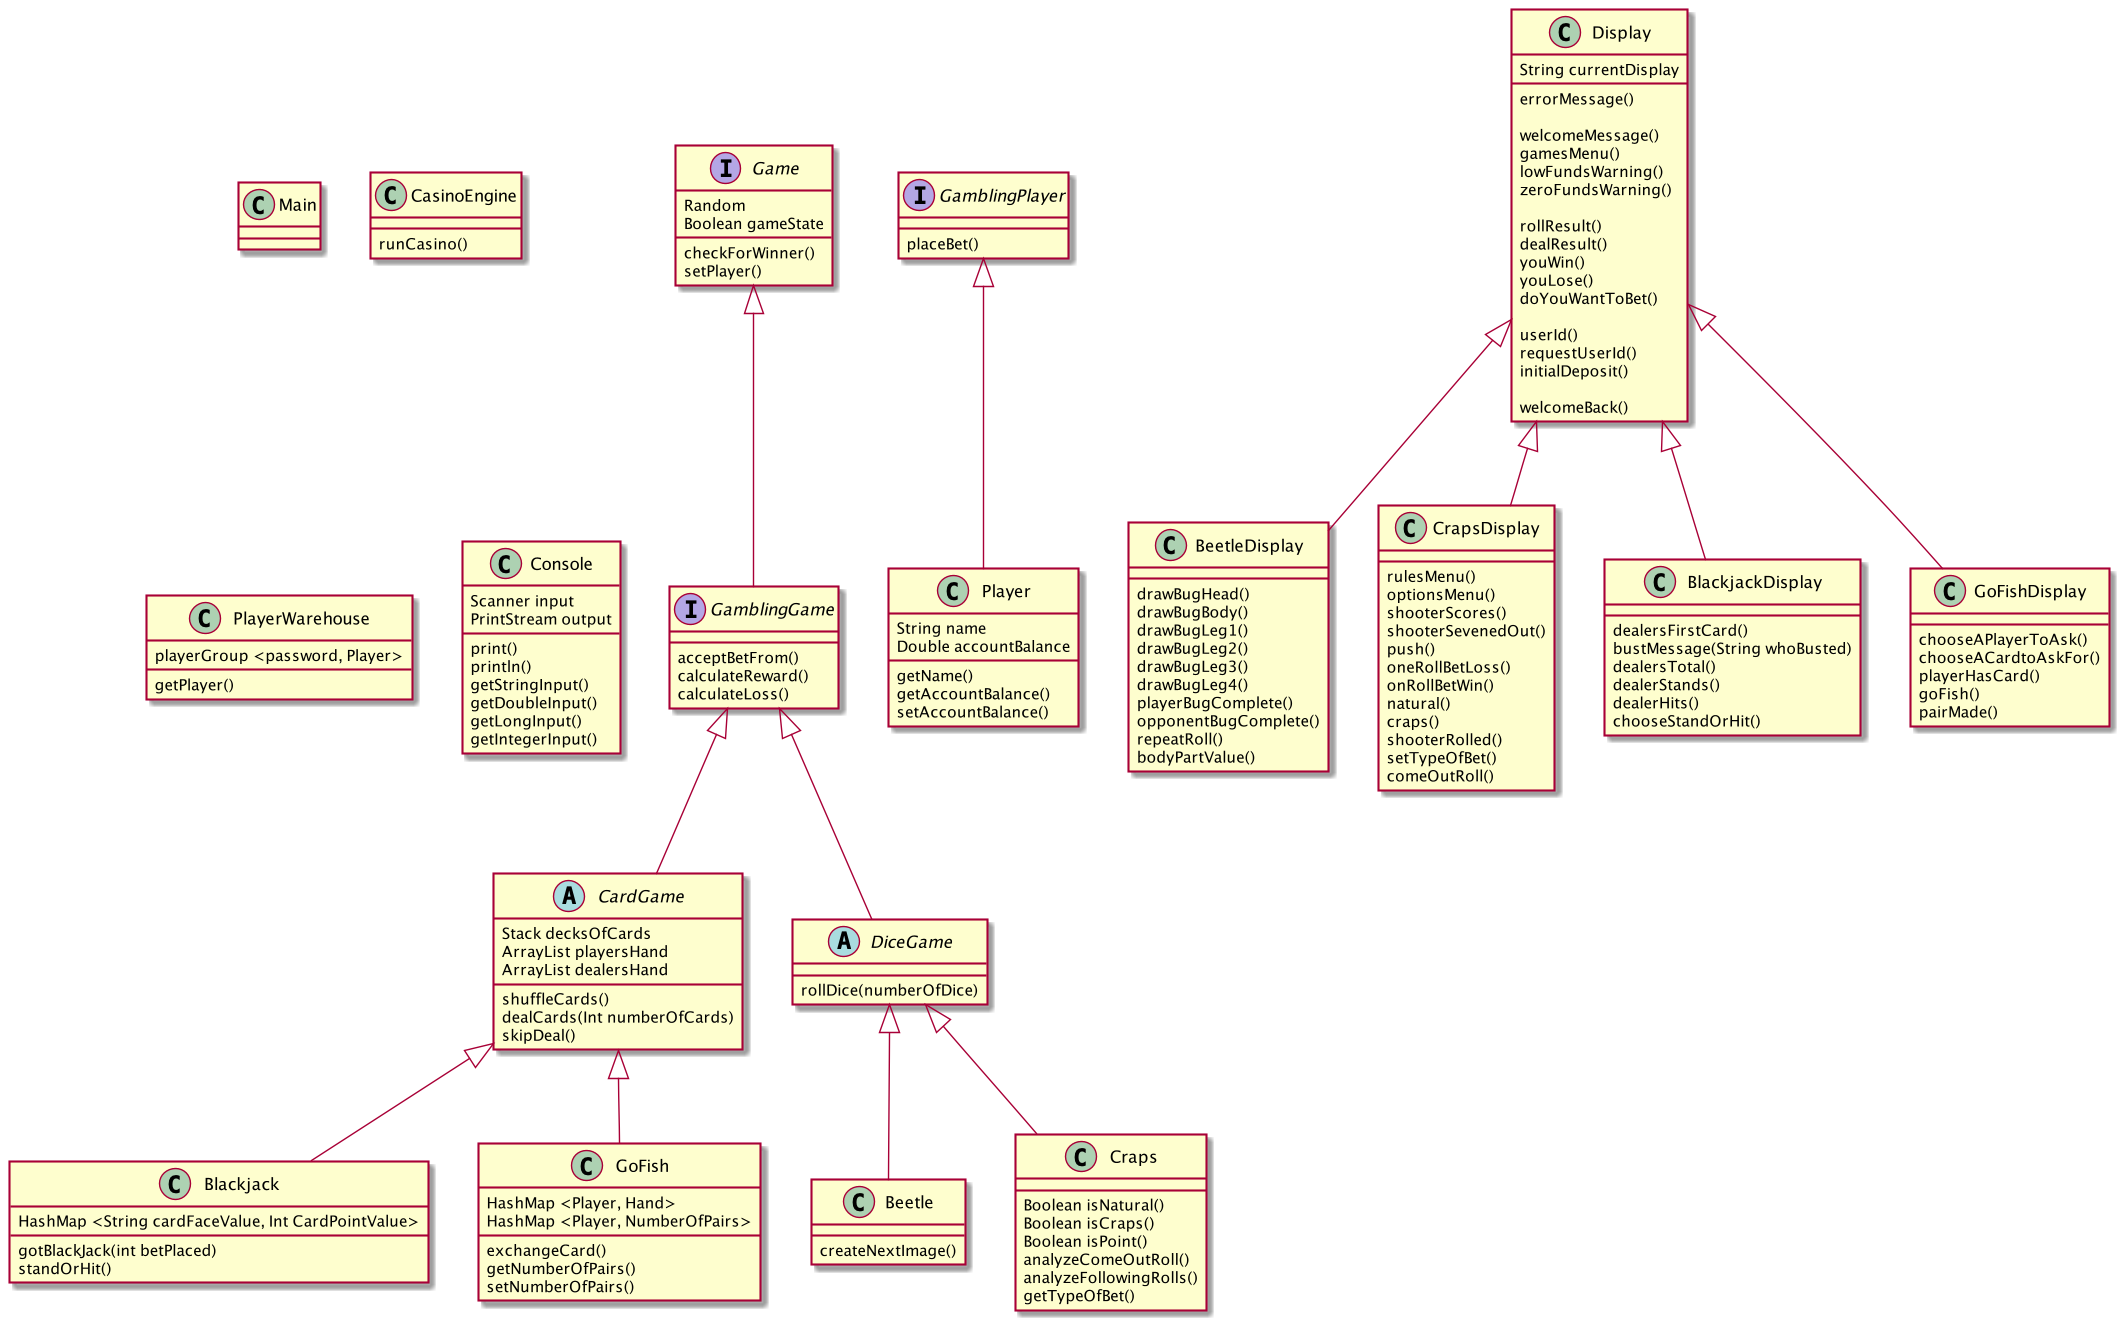 C Main
C CasinoEngine
runCasino()
I Game
Random
Boolean gameState
checkForWinner()
setPlayer()
I GamblingPlayer
placeBet()
C Display
String currentDisplay
errorMessage()
welcomeMessage()
gamesMenu()
lowFundsWarning()
zeroFundsWarning()
rollResult()
dealResult()
youWin()
youLose()
doYouWantToBet()
userId()
requestUserId()
initialDeposit()
welcomeBack()
C PlayerWarehouse
playerGroup <password, Player>
getPlayer()
C Console
Scanner input
PrintStream output
print()
println()
getStringInput()
getDoubleInput()
getLongInput()
getIntegerInput()
I GamblingGame
acceptBetFrom()
calculateReward()
calculateLoss()
C Player
String name
Double accountBalance
getName()
getAccountBalance()
setAccountBalance()
C BeetleDisplay
drawBugHead()
drawBugBody()
drawBugLeg1()
drawBugLeg2()
drawBugLeg3()
drawBugLeg4()
playerBugComplete()
opponentBugComplete()
repeatRoll()
bodyPartValue()
C CrapsDisplay
rulesMenu()
optionsMenu()
shooterScores()
shooterSevenedOut()
push()
oneRollBetLoss()
onRollBetWin()
natural()
craps()
shooterRolled()
setTypeOfBet()
comeOutRoll()
C BlackjackDisplay
dealersFirstCard()
bustMessage(String whoBusted)
dealersTotal()
dealerStands()
dealerHits()
chooseStandOrHit()
C GoFishDisplay
chooseAPlayerToAsk()
chooseACardtoAskFor()
playerHasCard()
goFish()
pairMade()
A CardGame
Stack decksOfCards
ArrayList playersHand
ArrayList dealersHand
shuffleCards()
dealCards(Int numberOfCards)
skipDeal()
A DiceGame
rollDice(numberOfDice)
C Blackjack
HashMap <String cardFaceValue, Int CardPointValue>
gotBlackJack(int betPlaced)
standOrHit()
C GoFish
HashMap <Player, Hand>
HashMap <Player, NumberOfPairs>
exchangeCard()
getNumberOfPairs()
setNumberOfPairs()
C Beetle
createNextImage()
C Craps
Boolean isNatural()
Boolean isCraps()
Boolean isPoint()
analyzeComeOutRoll()
analyzeFollowingRolls()
getTypeOfBet()